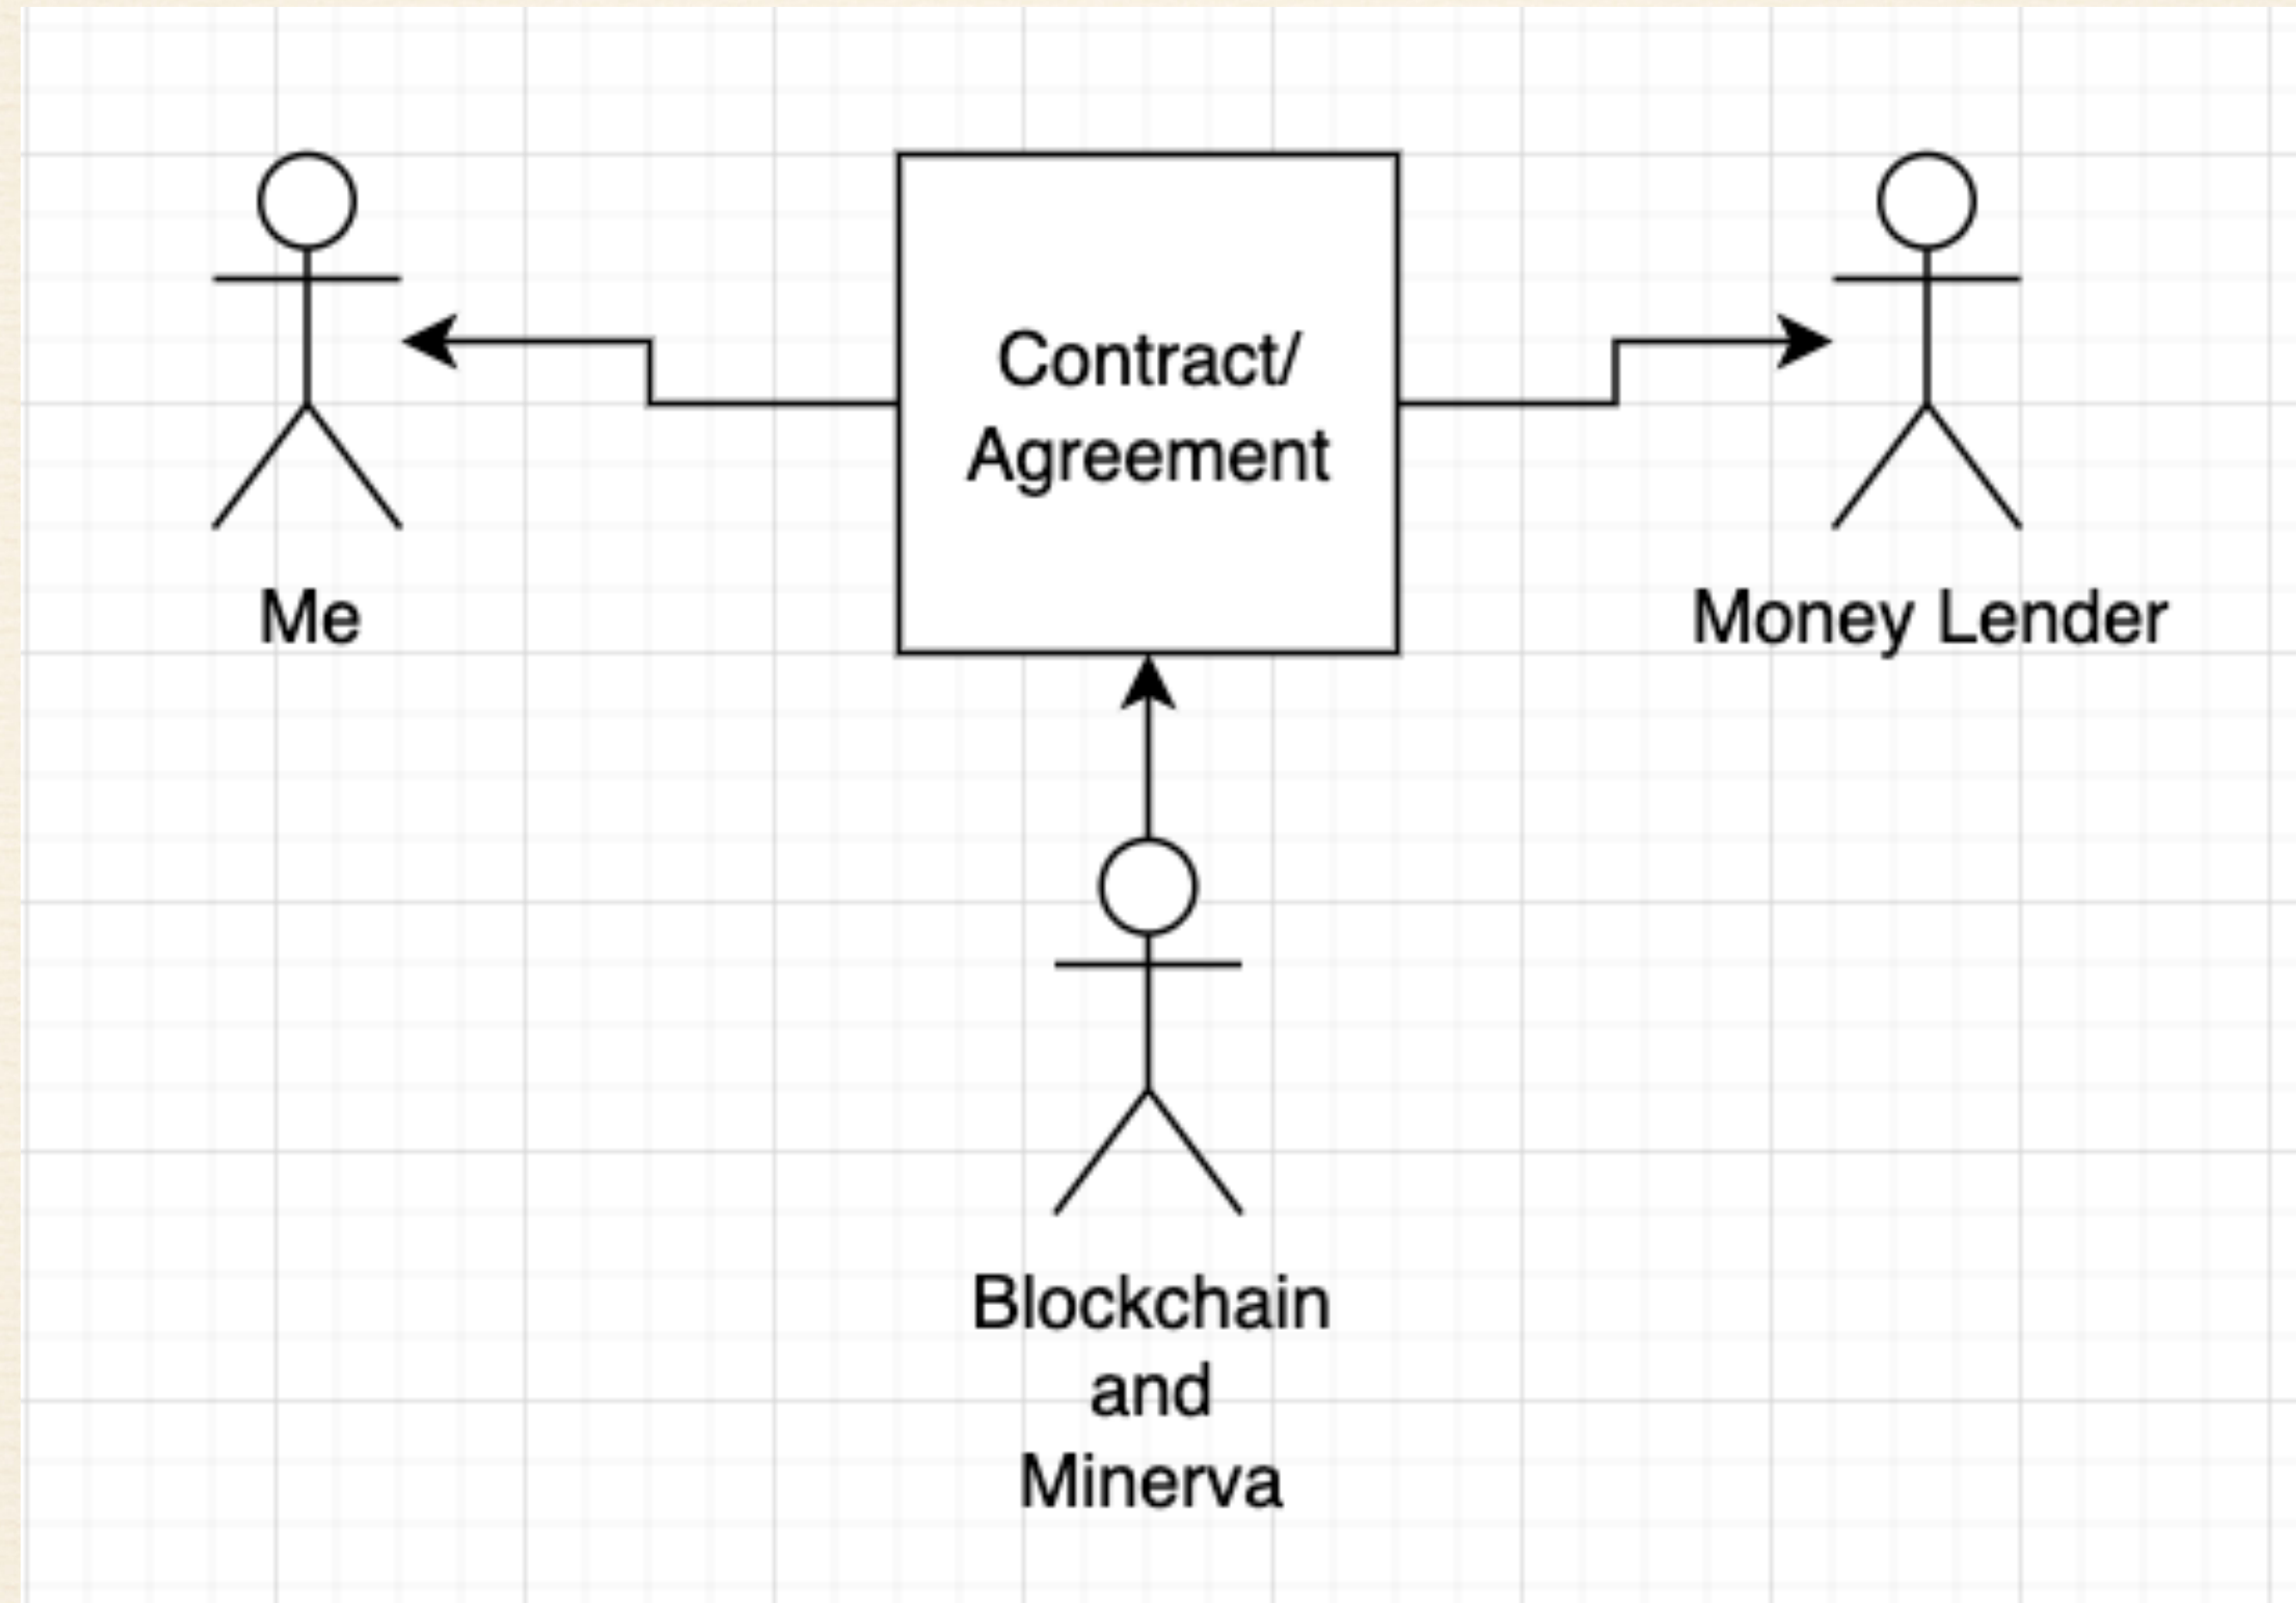 Contract/
Agreement
Me
Money Lender
Blockchain
and
Minerva